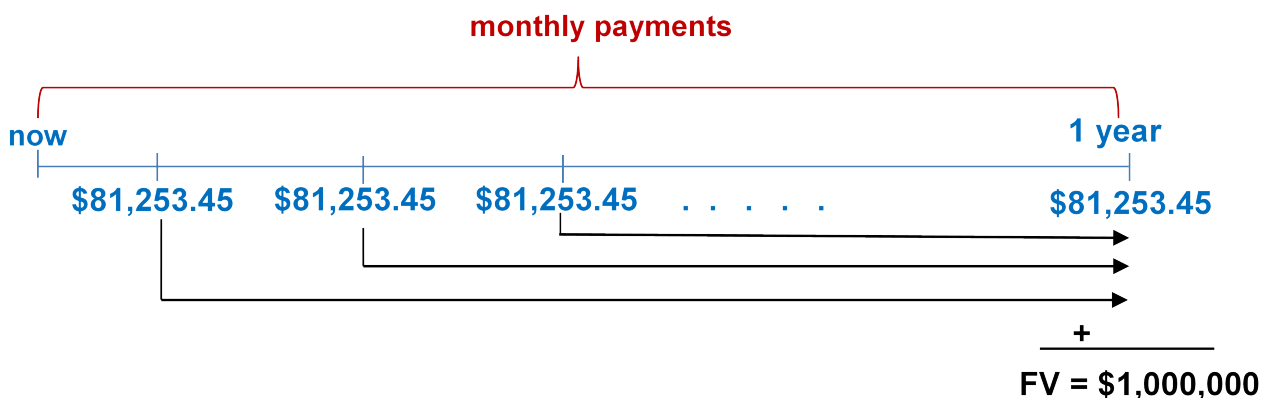 monthly payments
now
1 year
$81,253.45 $81,253.45 $81,253.45 . . . . . $81,253.45
+
FV = $1,000,000